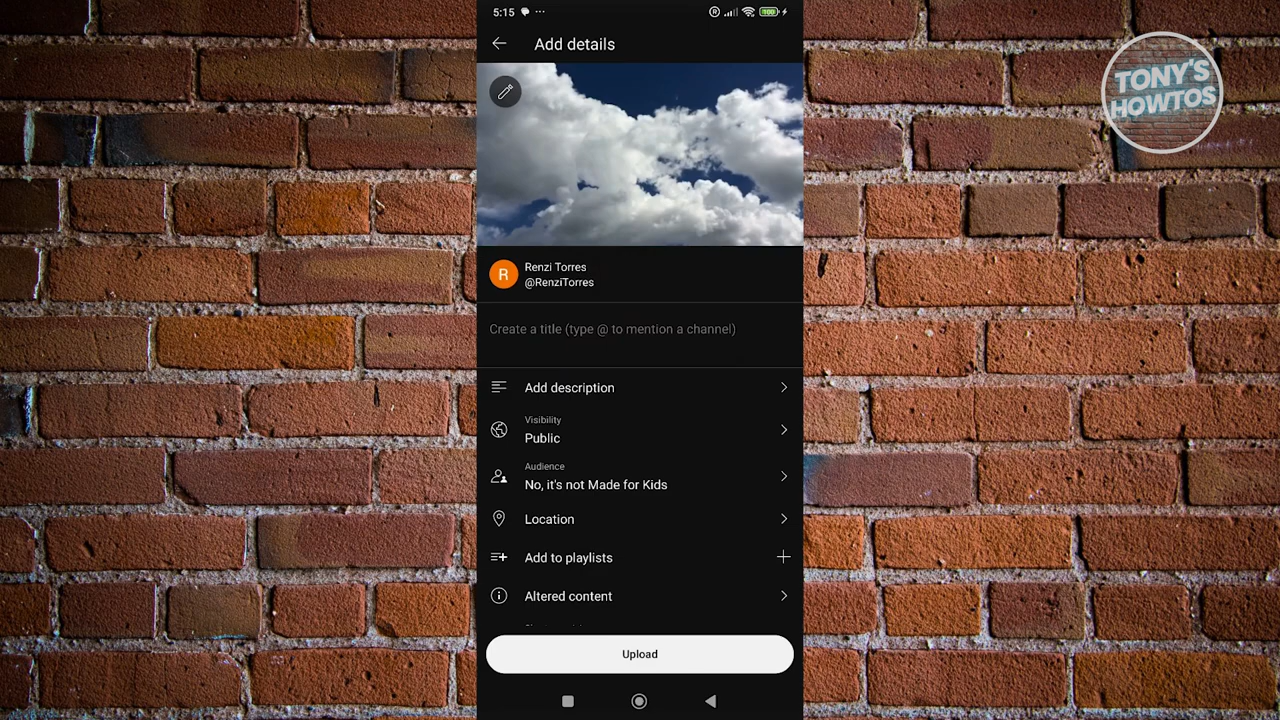 5:15
TONY'S
HOWTOS
Add details
Renzi Torres
@RenziTorres
Create a title (type @ to mention a channel)
Add description
Visibility
Public
Audience
No, it's not Made for Kids
Location
Add to playlists
Altered content
Upload